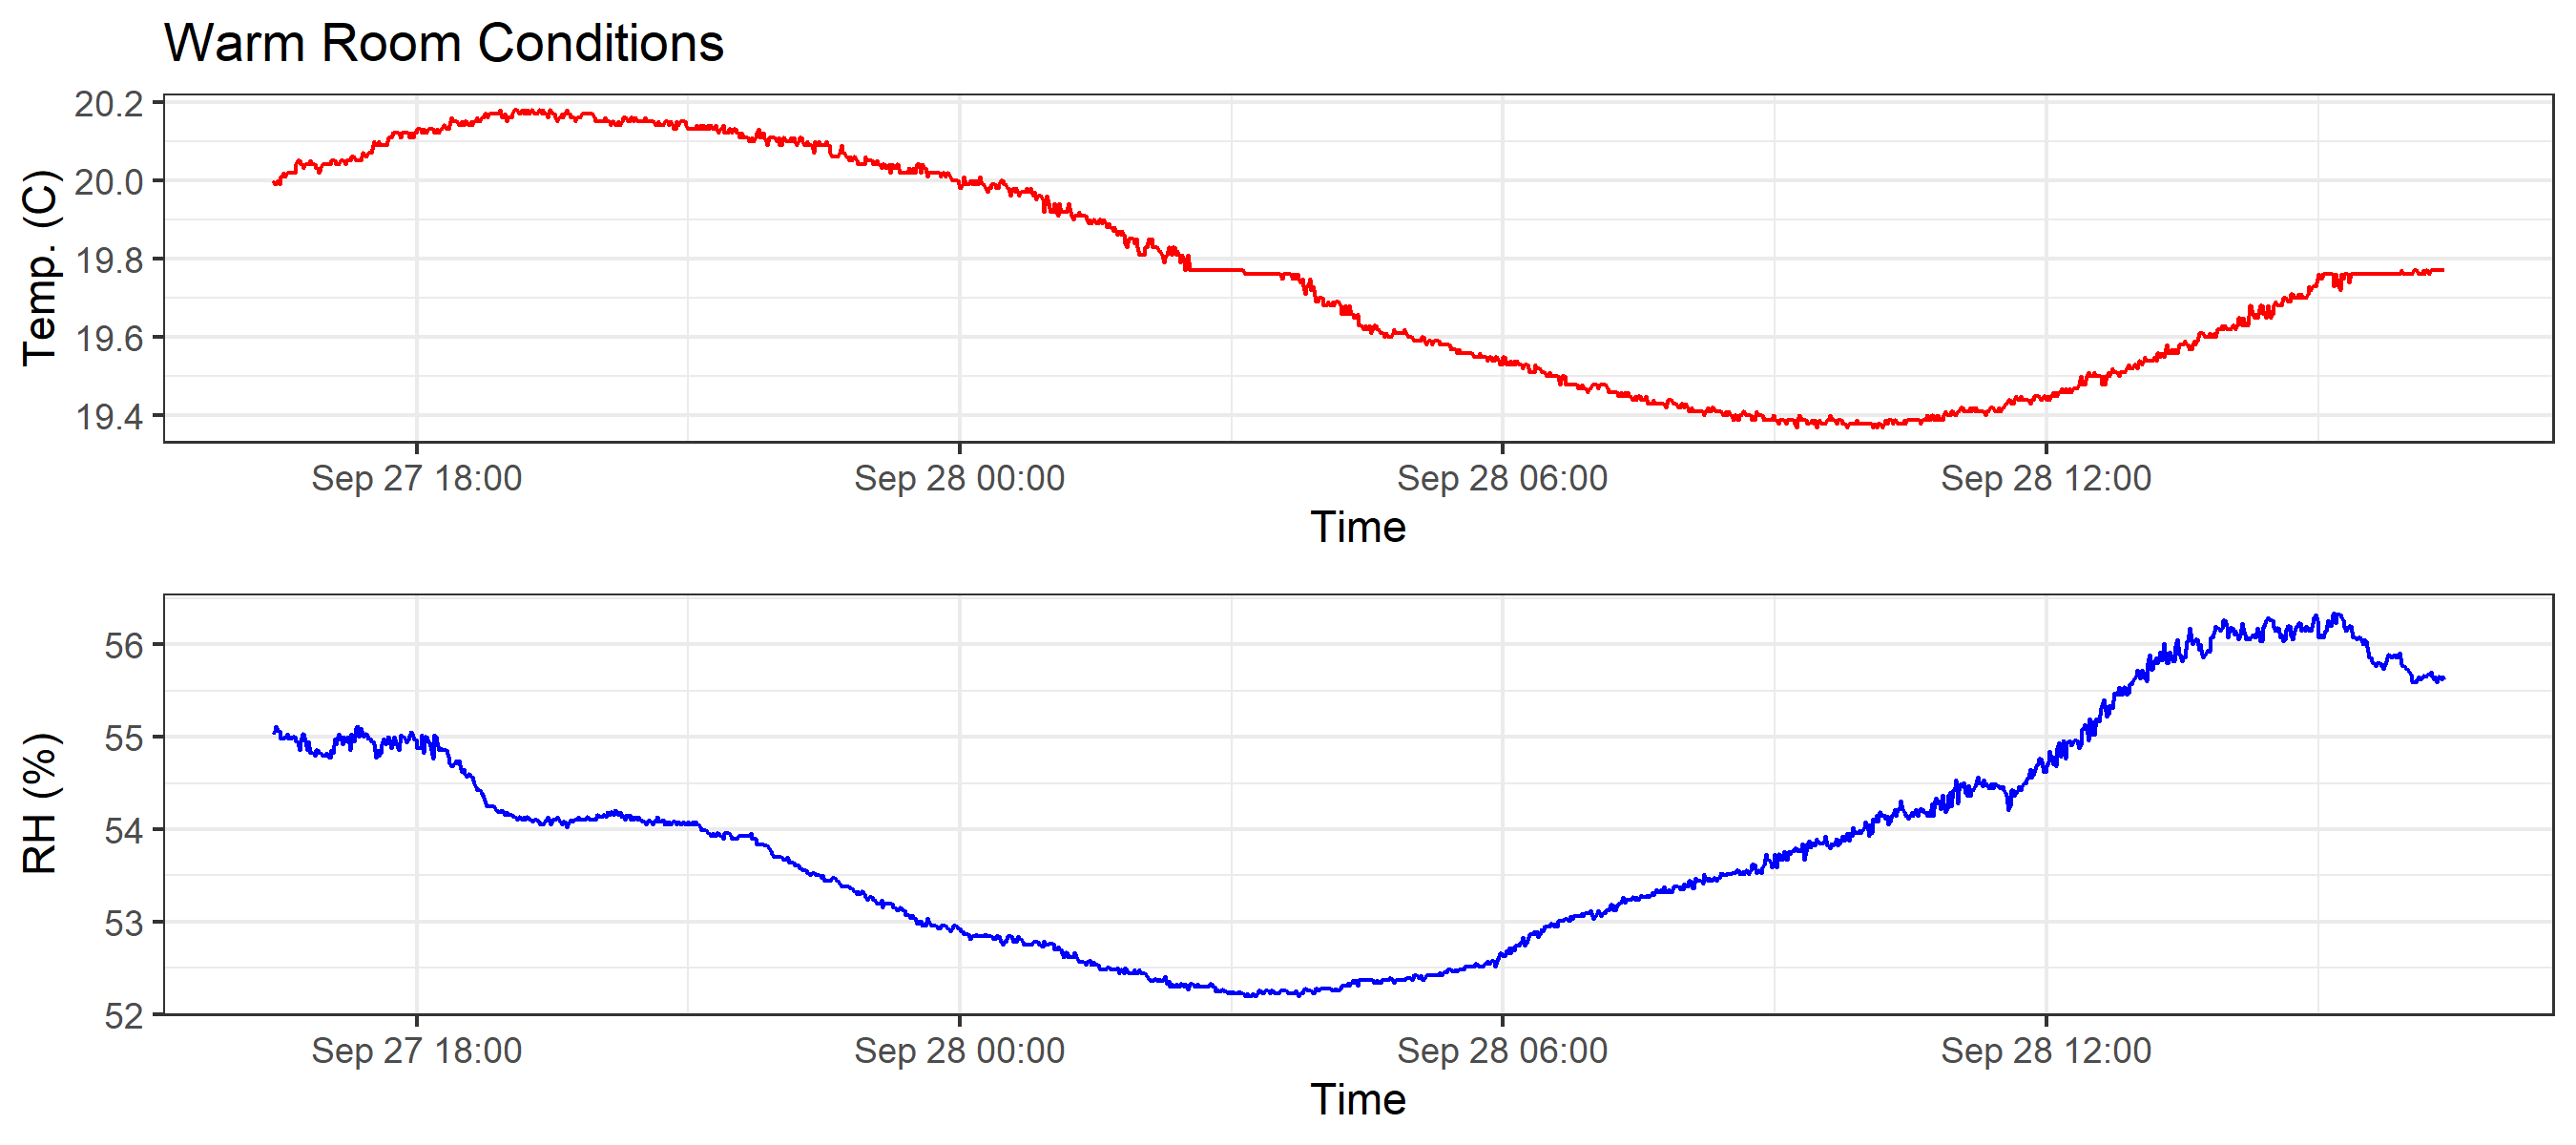 Warm Room Conditions
Temp. (C)
20.2
20.0
19.8
19.6
19.4
Sep 27 18:00 Sep 28 00:00 Sep 28 06:00 Sep 28 12:00
Time
RH (%)
56
55
54
53
52
Sep 27 18:00 Sep 28 00:00 Sep 28 06:00 Sep 28 12:00
Time